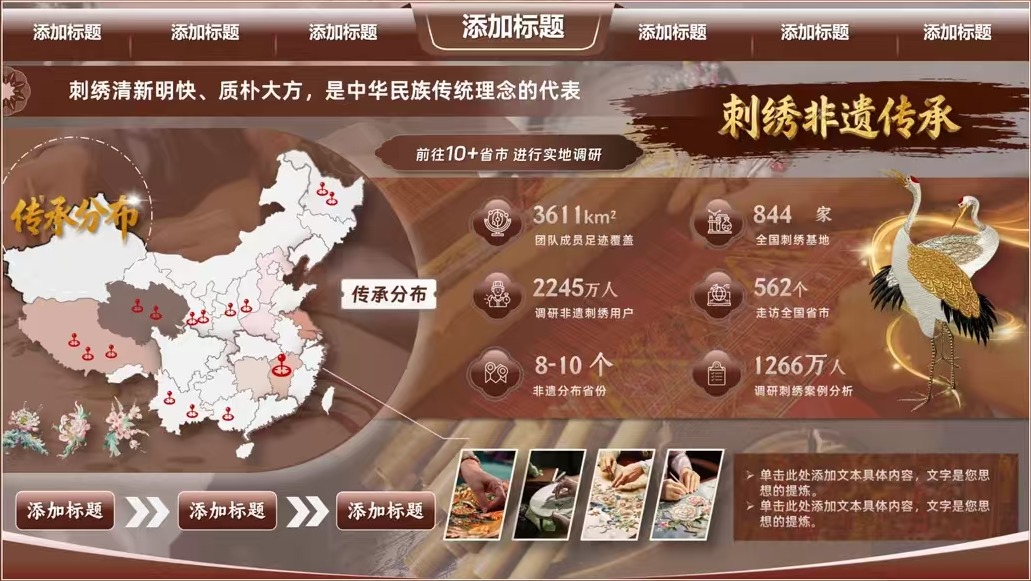 添加标题
添加标题
添加标题
添加标题
添加标题
添加标题
添加标题
刺绣清新明快、质朴大方，是中华民族传统理念的代表
刺绣非遗传承
前往10+省市 进行实地调研
传承分布
传承分布
3611km²
团队成员足迹覆盖
844 家
全国刺绣基地
2245万人
调研非遗刺绣用户
562个
走访全国省市
8-10 个
非遗分布省份
1266万人
调研刺绣案例分析
添加标题
添加标题
添加标题
➢ 单击此处添加文本具体内容，文字是您思
想的提炼。
➢ 单击此处添加文本具体内容，文字是您思
想的提炼。